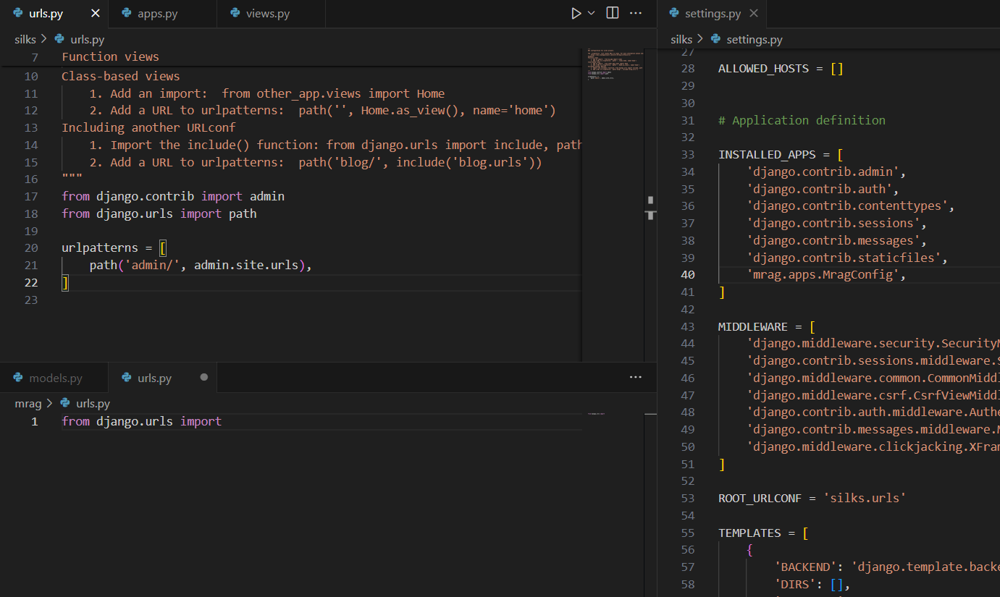 urls.py
apps.py
views.py
silks > urls.py
7 Function views
10 Class-based views
11 1. Add an import:  from other_app.views import Home
12 2. Add a URL to urlpatterns:  path('', Home.as_view(), name='home')
13 Including another URLconf
14 1. Import the include() function: from django.urls import include, path
15 2. Add a URL to urlpatterns:  path('blog/', include('blog.urls'))
16 """
17 from django.contrib import admin
18 from django.urls import path
19
20 urlpatterns = [
21 path('admin/', admin.site.urls),
22 ]
23
models.py
urls.py
mrag > urls.py
1 from django.urls import
settings.py
silks > settings.py
27
28 ALLOWED_HOSTS = []
29
30
31 # Application definition
32
33 INSTALLED_APPS = [
34 'django.contrib.admin',
35 'django.contrib.auth',
36 'django.contrib.contenttypes',
37 'django.contrib.sessions',
38 'django.contrib.messages',
39 'django.contrib.staticfiles',
40 'mrag.apps.MragConfig',
41 ]
42
43 MIDDLEWARE = [
44 'django.middleware.security.SecurityM
45 'django.contrib.sessions.middleware.S
46 'django.middleware.common.CommonMiddl
47 'django.middleware.csrf.CsrfViewMiddl
48 'django.contrib.auth.middleware.Authe
49 'django.contrib.messages.middleware.M
50 'django.middleware.clickjacking.XFram
51 ]
52
53 ROOT_URLCONF = 'silks.urls'
54
55 TEMPLATES = [
56 {
57 'BACKEND': 'django.template.backe
58 'DIRS': [],